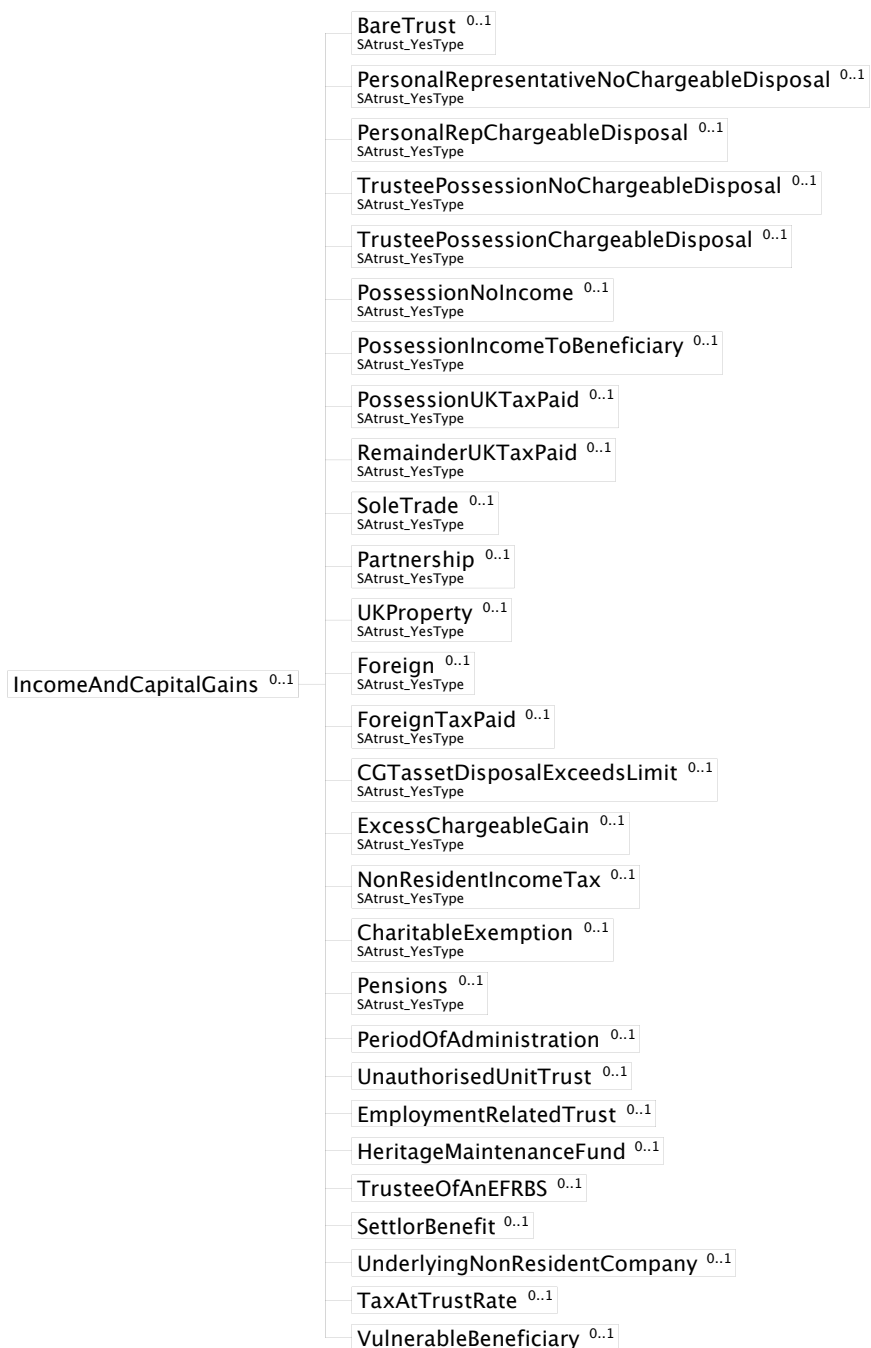 BareTrust 0..1
SAtrust_YesType
PersonalRepresentativeNoChargeableDisposal 0..1
SAtrust_YesType
PersonalRepChargeableDisposal 0..1
SAtrust_YesType
TrusteePossessionNoChargeableDisposal 0..1
SAtrust_YesType
TrusteePossessionChargeableDisposal 0..1
SAtrust_YesType
PossessionNoIncome 0..1
SAtrust_YesType
PossessionIncomeToBeneficiary 0..1
SAtrust_YesType
PossessionUKTaxPaid 0..1
SAtrust_YesType
RemainderUKTaxPaid 0..1
SAtrust_YesType
SoleTrade 0..1
SAtrust_YesType
Partnership 0..1
SAtrust_YesType
UKProperty 0..1
SAtrust_YesType
Foreign 0..1
SAtrust_YesType
IncomeAndCapitalGains 0..1
ForeignTaxPaid 0..1
SAtrust_YesType
CGTassetDisposalExceedsLimit 0..1
SAtrust_YesType
ExcessChargeableGain 0..1
SAtrust_YesType
NonResidentIncomeTax 0..1
SAtrust_YesType
CharitableExemption 0..1
SAtrust_YesType
Pensions 0..1
SAtrust_YesType
PeriodOfAdministration 0..1
UnauthorisedUnitTrust 0..1
EmploymentRelatedTrust 0..1
HeritageMaintenanceFund 0..1
TrusteeOfAnEFRBS 0..1
SettlorBenefit 0..1
UnderlyingNonResidentCompany 0..1
TaxAtTrustRate 0..1
VulnerableBeneficiary 0..1